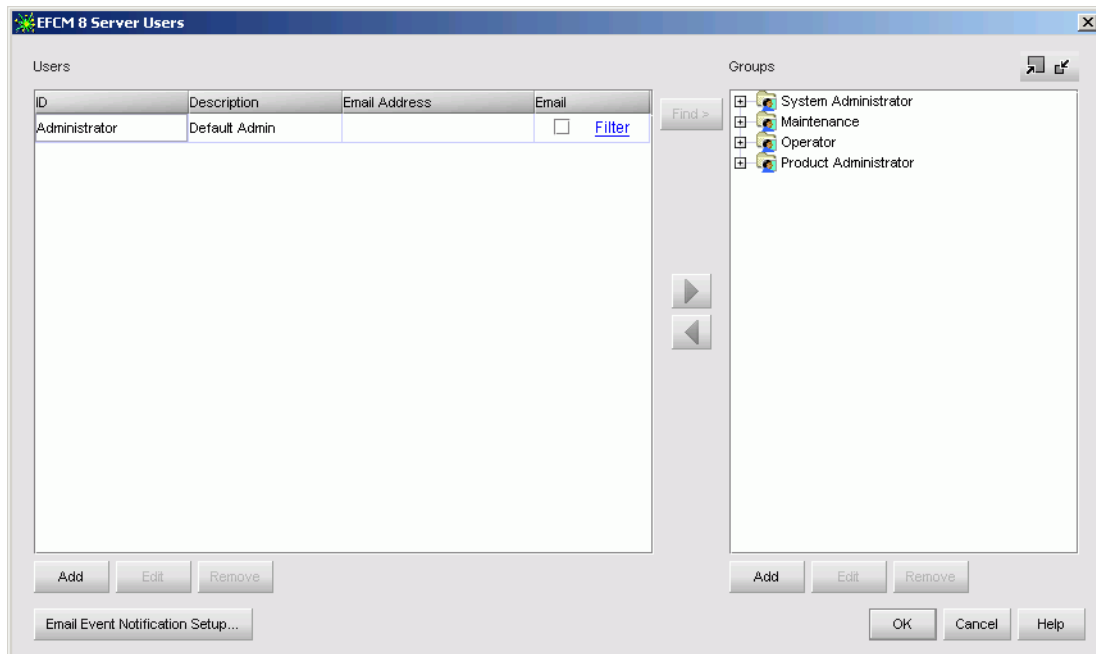 EFCM 8 Server Users
Users
Groups
ID Description Email Address Email
Administrator Default Admin Filter
Find >
System Administrator
Maintenance
Operator
Product Administrator
Add Edit Remove
Add Edit Remove
Email Event Notification Setup...
OK Cancel Help